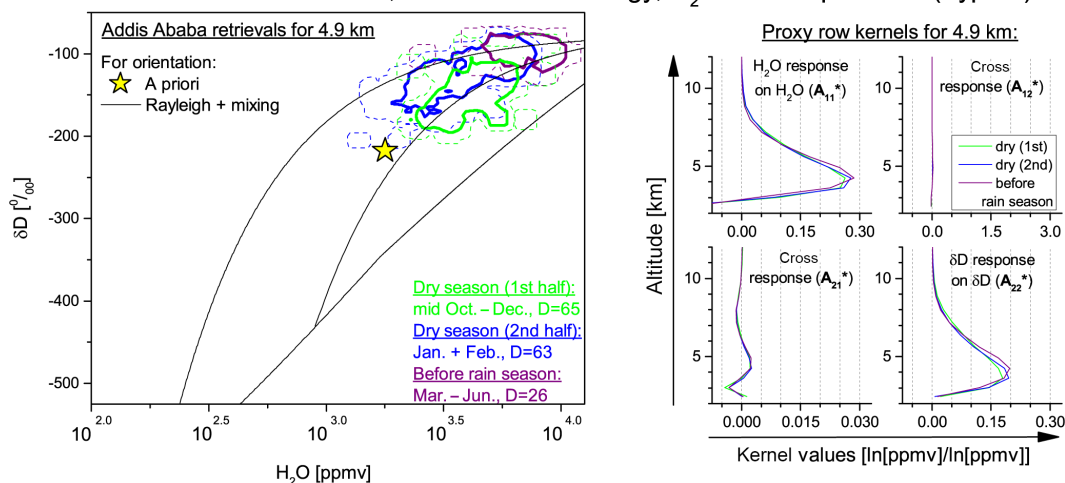 Addis Ababa retrievals for 4.9 km
For orientation:
A priori
Rayleigh + mixing
-100
-200
-300
-400
-500
δD [⁰/₀₀]
Dry season (1st half):
mid Oct. – Dec., D=65
Dry season (2nd half):
Jan. + Feb., D=63
Before rain season:
Mar. – Jun., D=26
10^2.0 10^2.5 10^3.0 10^3.5 10^4.0
H₂O [ppmv]
Proxy row kernels for 4.9 km:
H₂O response
on H₂O (A₁₁*)
10
5
0.00 0.15 0.30
Cross
response (A₁₂*)
dry (1st)
dry (2nd)
before
rain season
10
5
0.0 1.5 3.0
Altitude [km]
Cross
response (A₂₁*)
10
5
0.000 0.015 0.030
δD response
on δD (A₂₂*)
10
5
0.00 0.15 0.30
Kernel values [ln[ppmv]/ln[ppmv]]